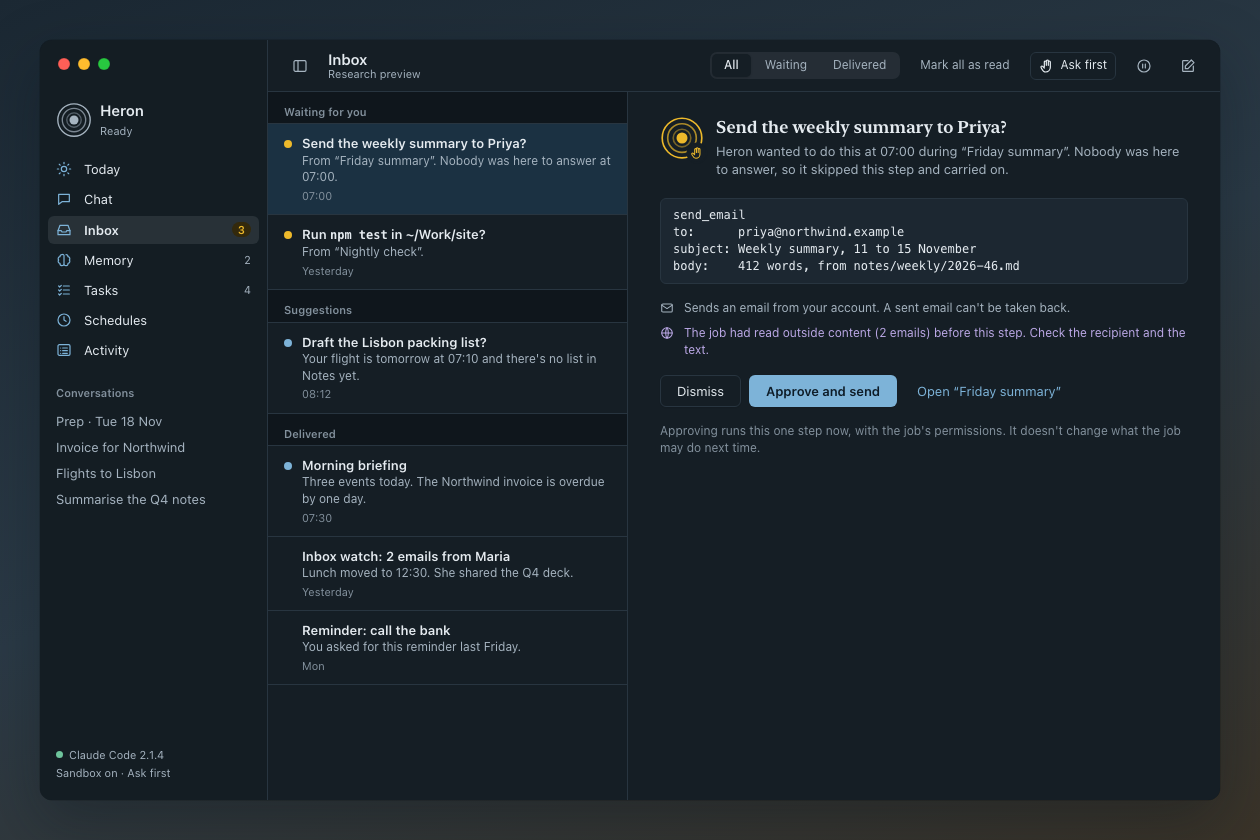 Heron
Ready
Today
Chat
Inbox 3
Memory 2
Tasks 4
Schedules
Activity
Conversations
Prep · Tue 18 Nov
Invoice for Northwind
Flights to Lisbon
Summarise the Q4 notes
Claude Code 2.1.4
Sandbox on · Ask first
Inbox
Research preview
All Waiting Delivered Mark all as read Ask first
Waiting for you
Send the weekly summary to Priya?
From “Friday summary”. Nobody was here to answer at
07:00.
07:00
Run npm test in ~/Work/site?
From “Nightly check”.
Yesterday
Suggestions
Draft the Lisbon packing list?
Your flight is tomorrow at 07:10 and there's no list in
Notes yet.
08:12
Delivered
Morning briefing
Three events today. The Northwind invoice is overdue
by one day.
07:30
Inbox watch: 2 emails from Maria
Lunch moved to 12:30. She shared the Q4 deck.
Yesterday
Reminder: call the bank
You asked for this reminder last Friday.
Mon
Send the weekly summary to Priya?
Heron wanted to do this at 07:00 during “Friday summary”. Nobody was here
to answer, so it skipped this step and carried on.
send_email
to: priya@northwind.example
subject: Weekly summary, 11 to 15 November
body: 412 words, from notes/weekly/2026-46.md
Sends an email from your account. A sent email can't be taken back.
The job had read outside content (2 emails) before this step. Check the recipient and the
text.
Dismiss Approve and send Open “Friday summary”
Approving runs this one step now, with the job's permissions. It doesn't change what the job
may do next time.